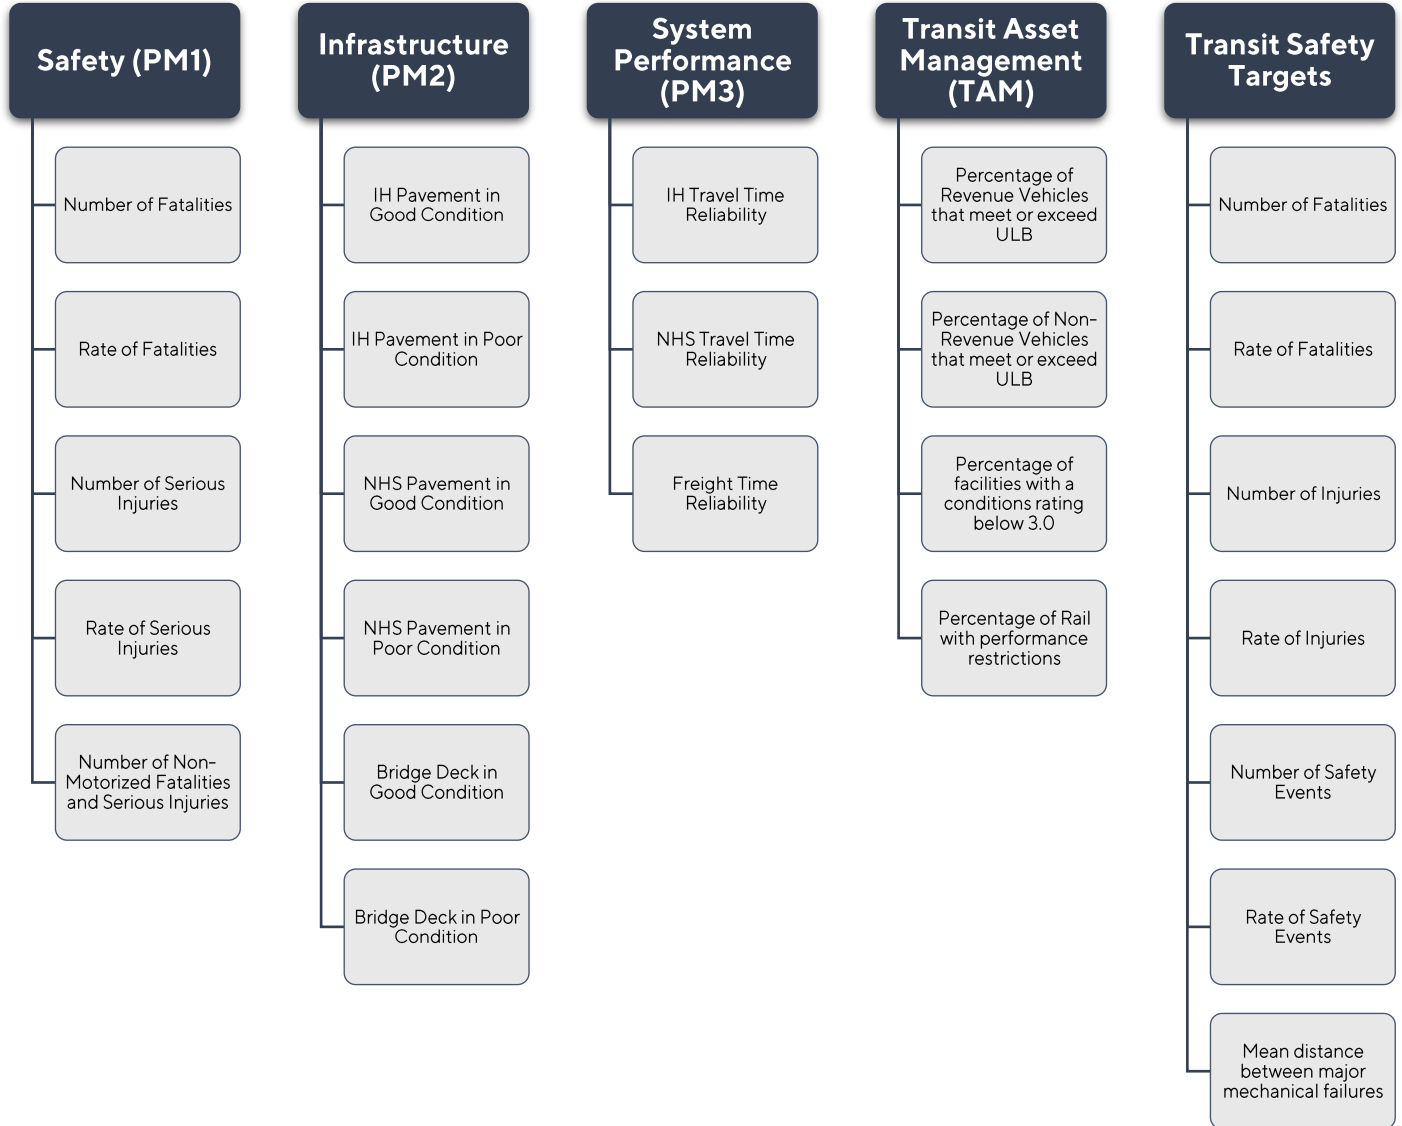 Safety (PM1)
Number of Fatalities
Rate of Fatalities
Number of Serious
Injuries
Rate of Serious
Injuries
Number of Non-
Motorized Fatalities
and Serious Injuries
Infrastructure
(PM2)
IH Pavement in
Good Condition
IH Pavement in Poor
Condition
NHS Pavement in
Good Condition
NHS Pavement in
Poor Condition
Bridge Deck in
Good Condition
Bridge Deck in Poor
Condition
System
Performance
(PM3)
IH Travel Time
Reliability
NHS Travel Time
Reliability
Freight Time
Reliability
Transit Asset
Management
(TAM)
Percentage of
Revenue Vehicles
that meet or exceed
ULB
Percentage of Non-
Revenue Vehicles
that meet or exceed
ULB
Percentage of
facilities with a
conditions rating
below 3.0
Percentage of Rail
with performance
restrictions
Transit Safety
Targets
Number of Fatalities
Rate of Fatalities
Number of Injuries
Rate of Injuries
Number of Safety
Events
Rate of Safety
Events
Mean distance
between major
mechanical failures